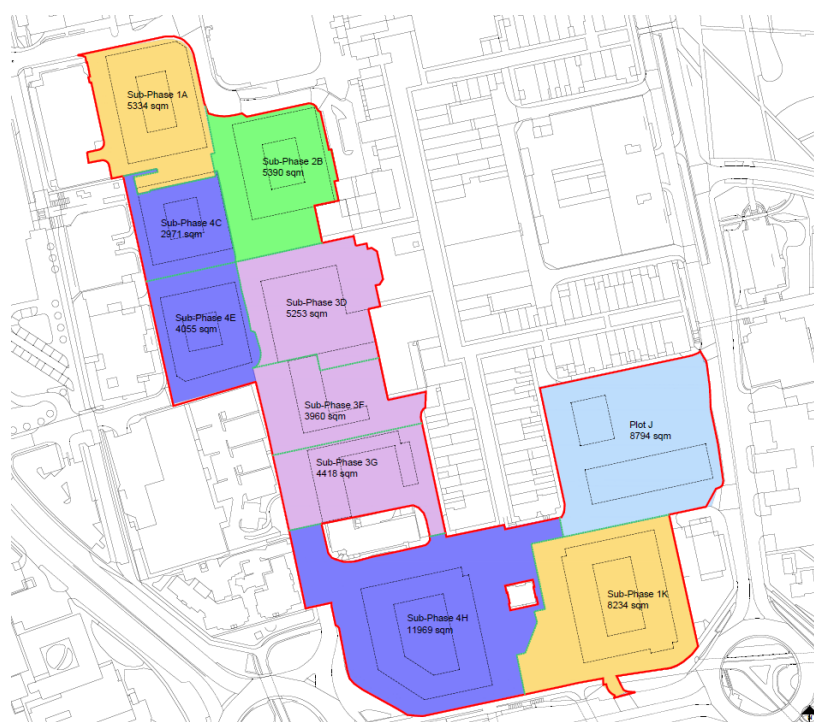 Sub-Phase 1A
5334 sqm
Sub-Phase 2B
5390 sqm
Sub-Phase 4C
2971 sqm
Sub-Phase 3D
5253 sqm
Sub-Phase 4E
4055 sqm
Sub-Phase 3F
3960 sqm
Plot J
8794 sqm
Sub-Phase 3G
4418 sqm
Sub-Phase 1K
8234 sqm
Sub-Phase 4H
11969 sqm